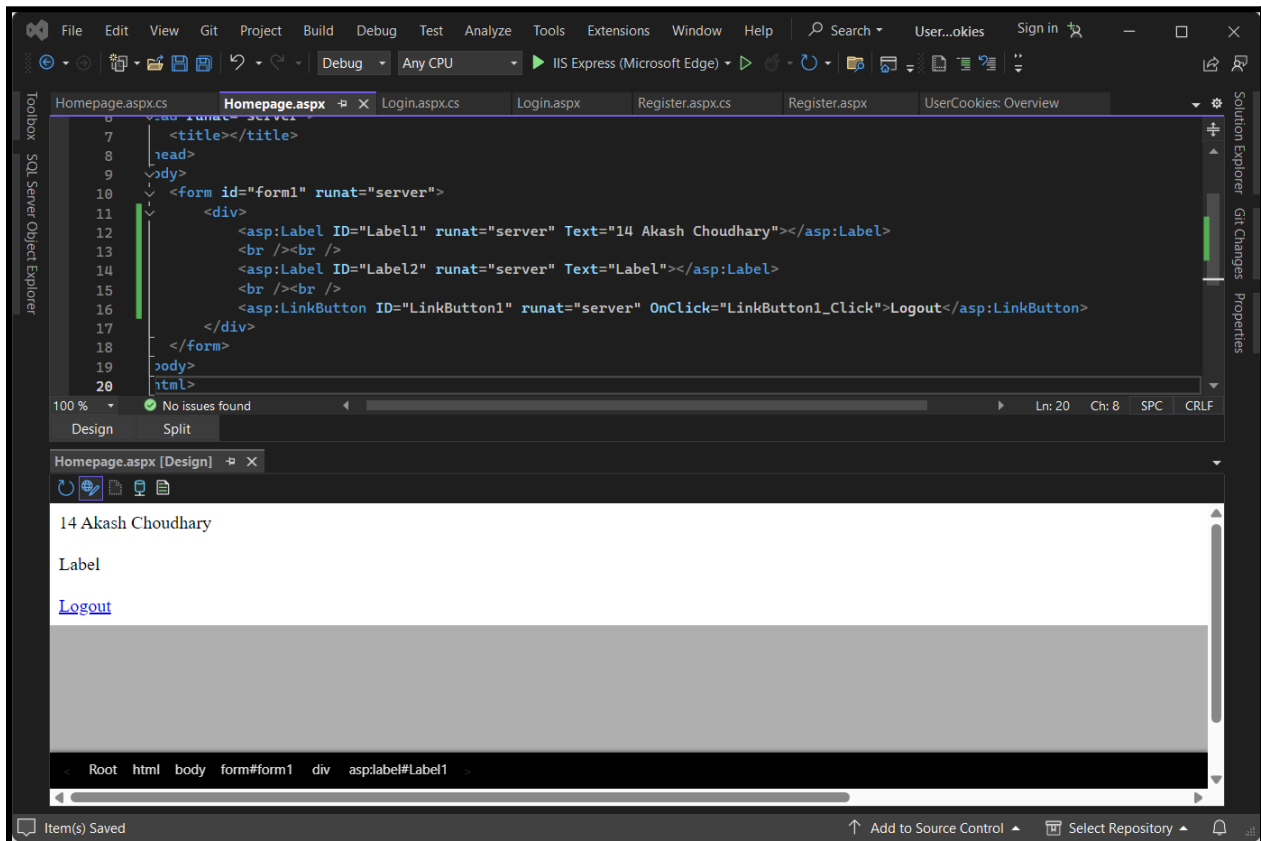 File Edit View Git Project Build Debug Test Analyze Tools Extensions Window Help Search User...okies Sign in
Debug Any CPU IIS Express (Microsoft Edge)
Toolbox
SQL Server Object Explorer
Homepage.aspx.cs Homepage.aspx Login.aspx.cs Login.aspx Register.aspx.cs Register.aspx UserCookies: Overview
6 ead runat="server">
7 <title></title>
8 head>
9 ody>
10 <form id="form1" runat="server">
11 <div>
12 <asp:Label ID="Label1" runat="server" Text="14 Akash Choudhary"></asp:Label>
13 <br /><br />
14 <asp:Label ID="Label2" runat="server" Text="Label"></asp:Label>
15 <br /><br />
16 <asp:LinkButton ID="LinkButton1" runat="server" OnClick="LinkButton1_Click">Logout</asp:LinkButton>
17 </div>
18 </form>
19 body>
20 html>
100 % No issues found Ln: 20 Ch: 8 SPC CRLF
Design Split
Solution Explorer
Git Changes
Properties
Homepage.aspx [Design]
14 Akash Choudhary
Label
Logout
< Root html body form#form1 div asp:label#Label1 >
Item(s) Saved Add to Source Control Select Repository